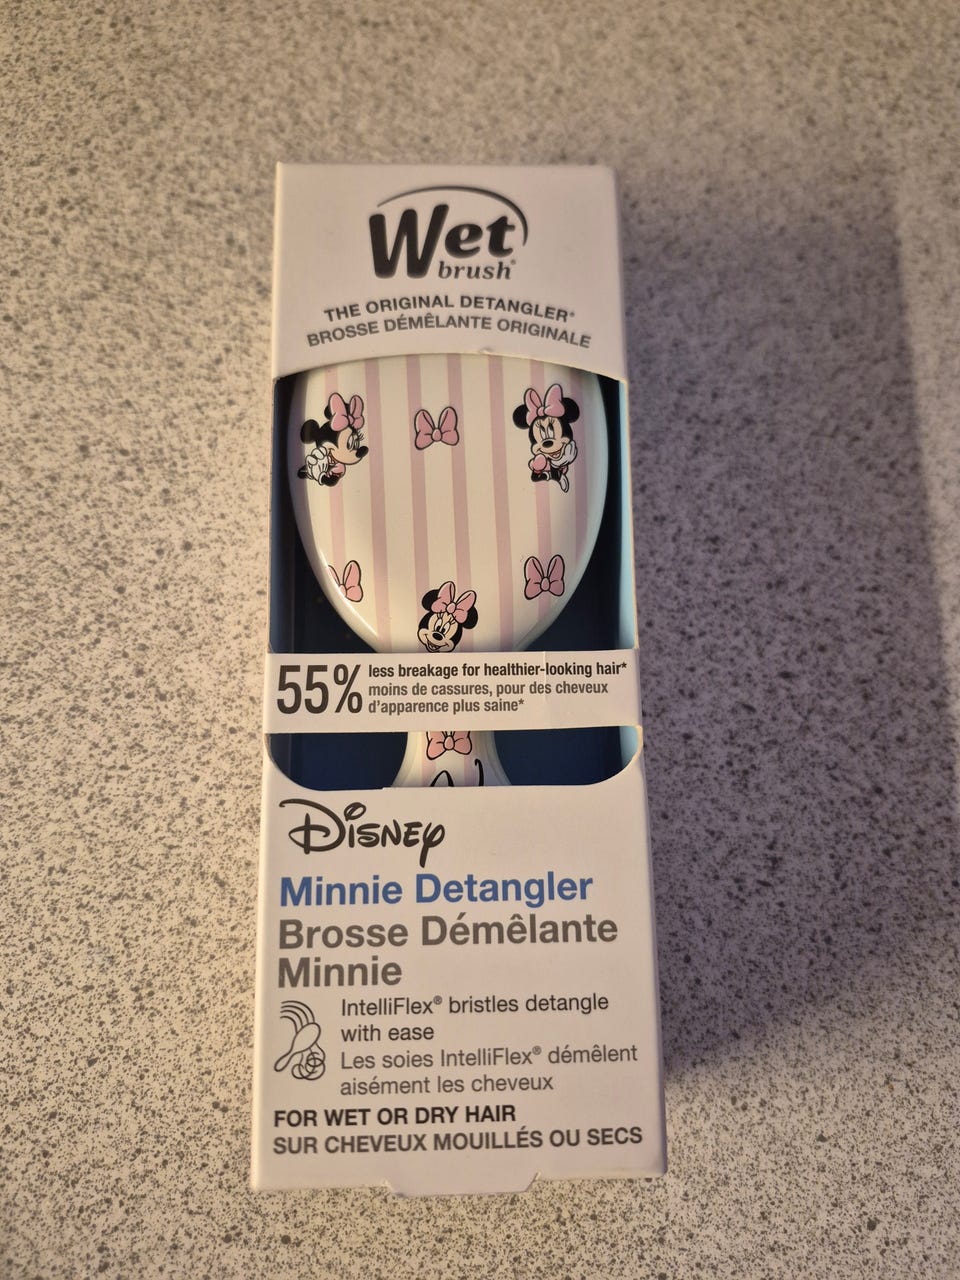 Wet
brush®
THE ORIGINAL DETANGLER®
BROSSE DÉMÊLANTE ORIGINALE
55% less breakage for healthier-looking hair*
moins de cassures, pour des cheveux
d'apparence plus saine*
Disney
Minnie Detangler
Brosse Démêlante
Minnie
IntelliFlex® bristles detangle
with ease
Les soies IntelliFlex® démêlent
aisément les cheveux
FOR WET OR DRY HAIR
SUR CHEVEUX MOUILLÉS OU SECS